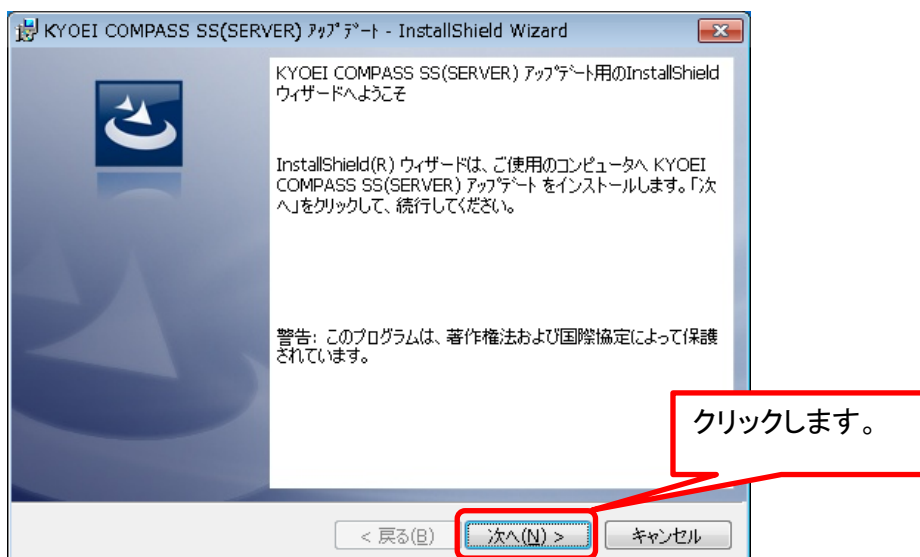 KYOEI COMPASS SS(SERVER) ｱｯﾌﾟﾃﾞｰﾄ - InstallShield Wizard
KYOEI COMPASS SS(SERVER) ｱｯﾌﾟﾃﾞｰﾄ用のInstallShield
ウィザードへようこそ
InstallShield(R) ウィザードは、ご使用のコンピュータへ KYOEI
COMPASS SS(SERVER) ｱｯﾌﾟﾃﾞｰﾄ をインストールします。「次
へ」をクリックして、続行してください。
警告: このプログラムは、著作権法および国際協定によって保護
されています。
クリックします。
< 戻る(B)
次へ(N) >
キャンセル